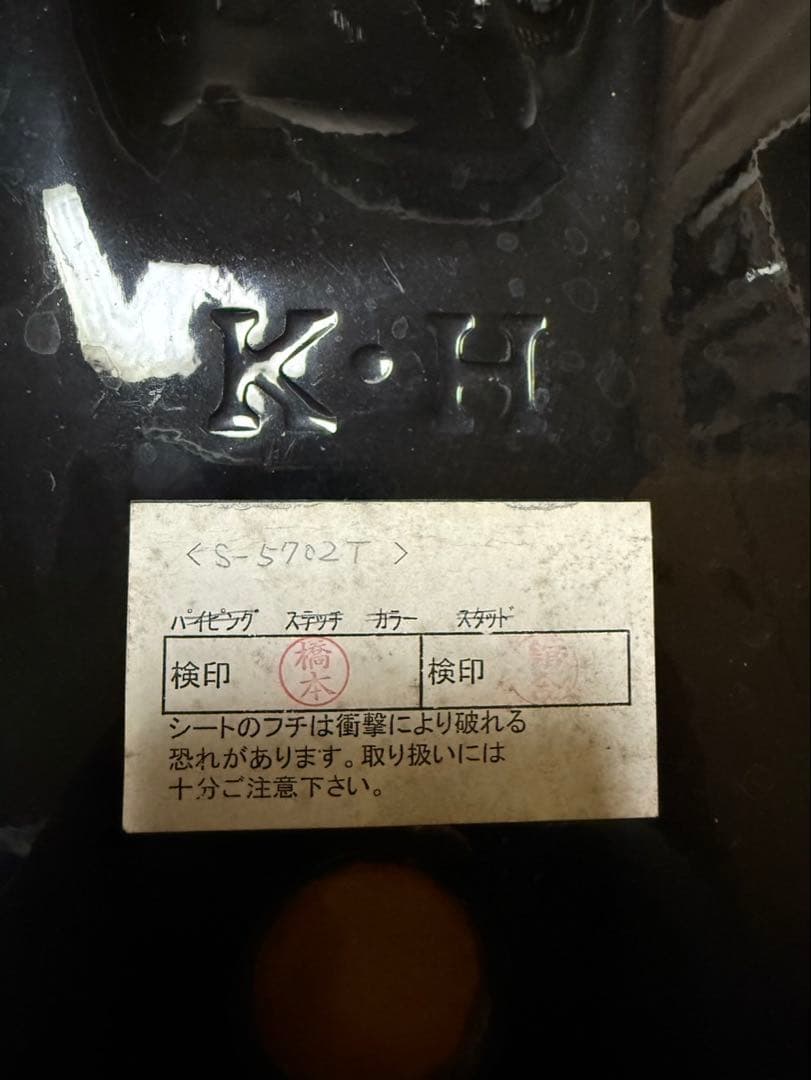 K・H
<S-5702T>
パイピング ステッチ カラー スタッド
検印 橋本 検印
シートのフチは衝撃により破れる
恐れがあります。取り扱いには
十分ご注意下さい。